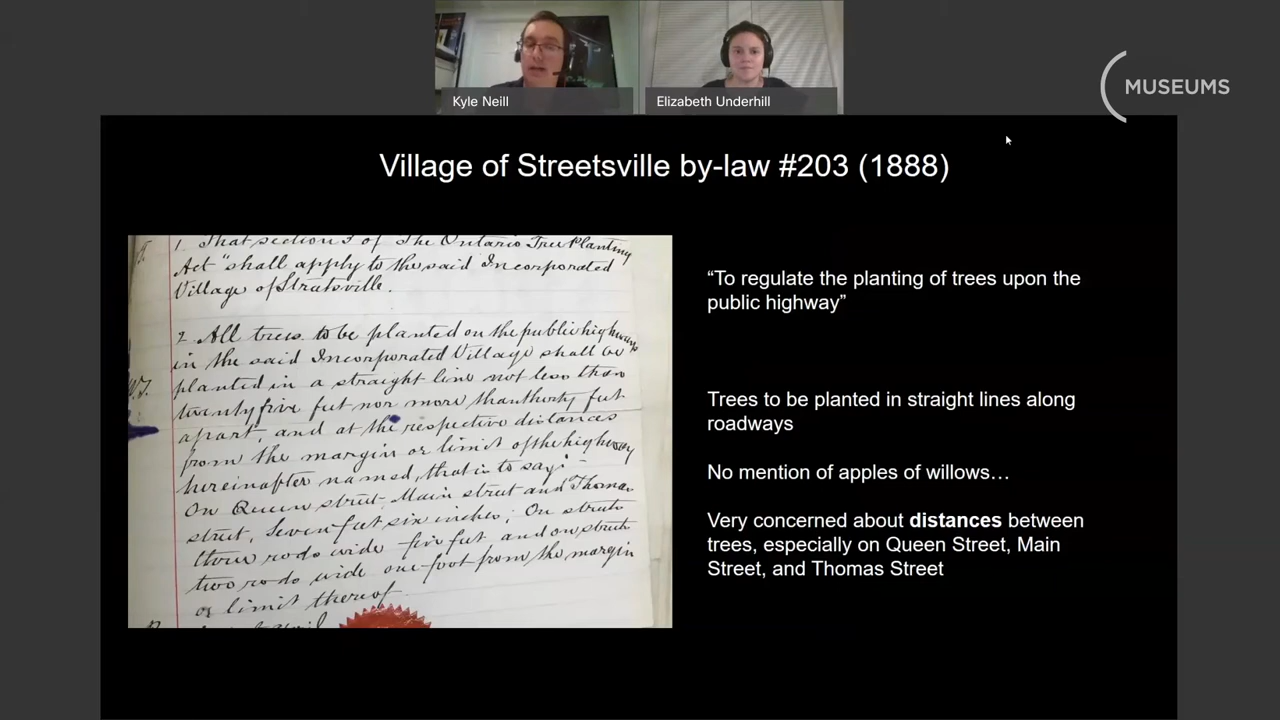 Kyle Neill
Elizabeth Underhill
MUSEUMS
Village of Streetsville by-law #203 (1888)
1. That section 3 of The Ontario Tree Planting
Act "shall apply to the said Incorporated
Village of Streetsville.
2 All trees to be planted on the public highways
in the said Incorporated Village shall be
planted in a straight line not less than
twenty five feet nor more than thorty feet
apart, and at the respective distances
from the margin or limit of the highway
hereinafter named, that is to say:-
On Queen street, Main street and Thomas
street, Seven feet six inches, On streets
three rods wide five feet and on streets
two rods wide one foot from the margin
or limit thereof
"To regulate the planting of trees upon the
public highway"
Trees to be planted in straight lines along
roadways
No mention of apples of willows…
Very concerned about distances between
trees, especially on Queen Street, Main
Street, and Thomas Street